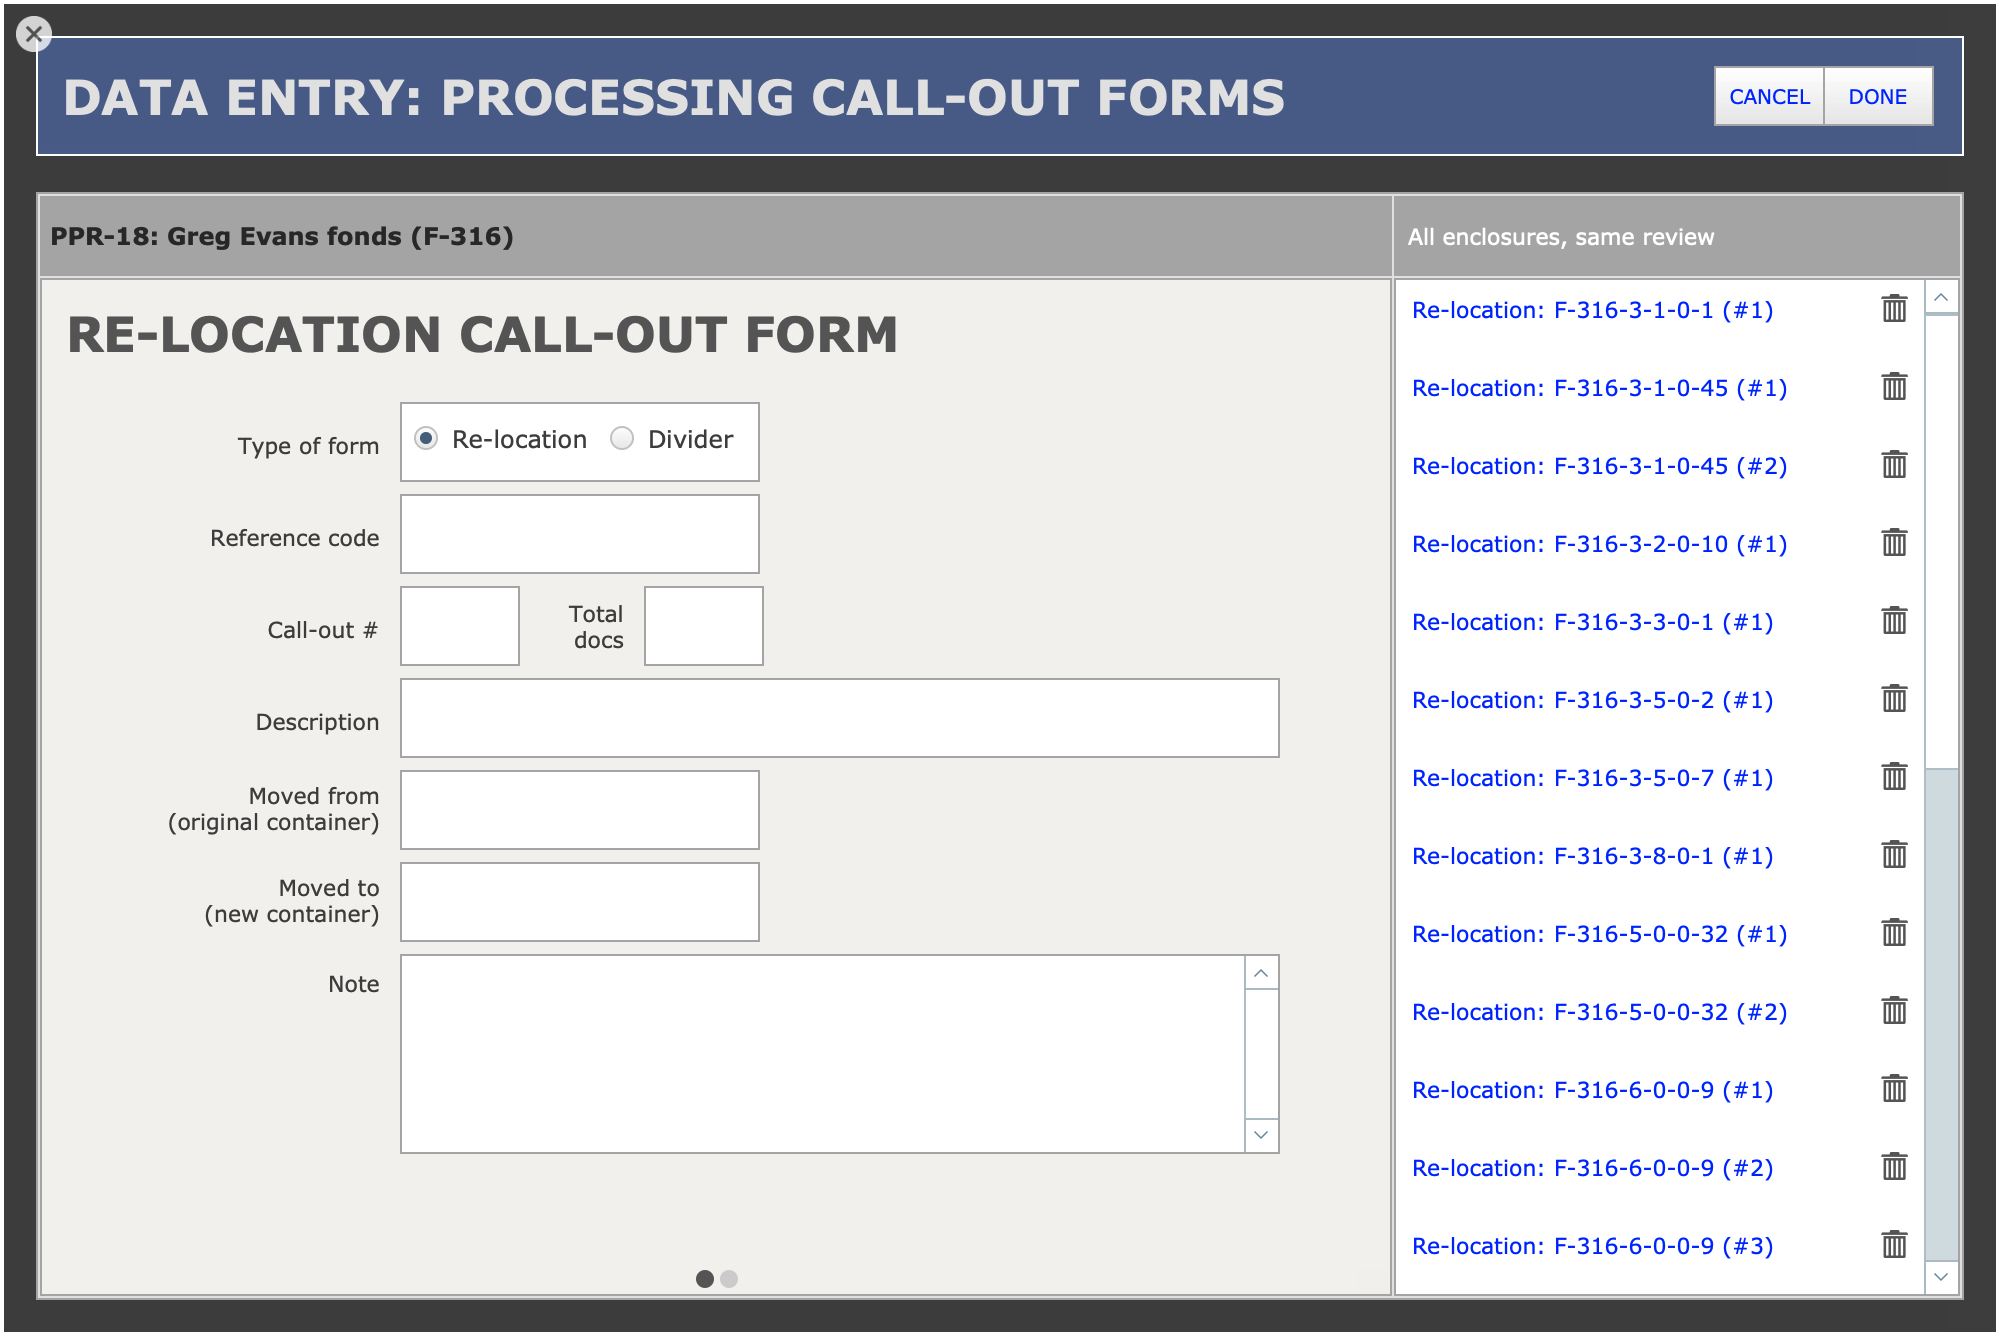 DATA ENTRY: PROCESSING CALL-OUT FORMS
CANCEL
DONE
PPR-18: Greg Evans fonds (F-316)
All enclosures, same review
RE-LOCATION CALL-OUT FORM
Type of form
Re-location
Divider
Reference code
Call-out #
Total
docs
Description
Moved from
(original container)
Moved to
(new container)
Note
Re-location: F-316-3-1-0-1 (#1)
Re-location: F-316-3-1-0-45 (#1)
Re-location: F-316-3-1-0-45 (#2)
Re-location: F-316-3-2-0-10 (#1)
Re-location: F-316-3-3-0-1 (#1)
Re-location: F-316-3-5-0-2 (#1)
Re-location: F-316-3-5-0-7 (#1)
Re-location: F-316-3-8-0-1 (#1)
Re-location: F-316-5-0-0-32 (#1)
Re-location: F-316-5-0-0-32 (#2)
Re-location: F-316-6-0-0-9 (#1)
Re-location: F-316-6-0-0-9 (#2)
Re-location: F-316-6-0-0-9 (#3)